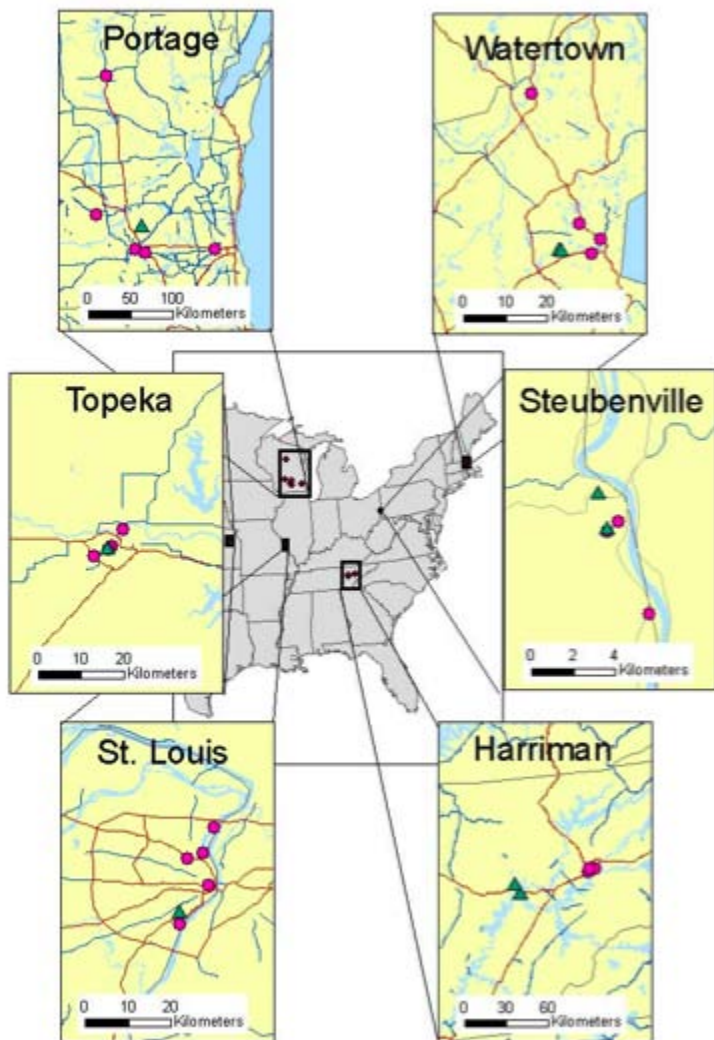 Portage
0 50 100
Kilometers
Watertown
0 10 20
Kilometers
Topeka
0 10 20
Kilometers
Steubenville
0 2 4
Kilometers
St. Louis
0 10 20
Kilometers
Harriman
0 30 60
Kilometers